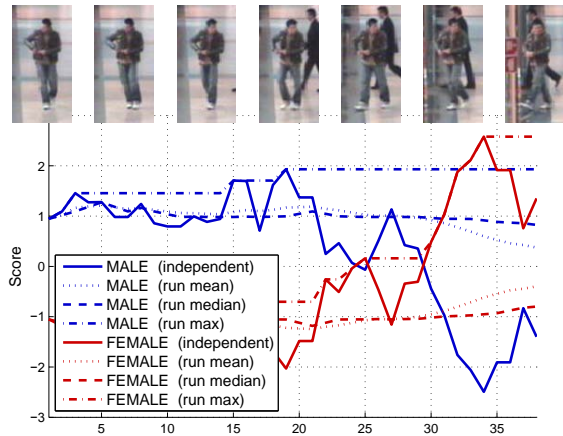 2
1
0
−1
−2
−3
Score
5
10
15
20
25
30
35
MALE (independent)
MALE (run mean)
MALE (run median)
MALE (run max)
FEMALE (independent)
FEMALE (run mean)
FEMALE (run median)
FEMALE (run max)